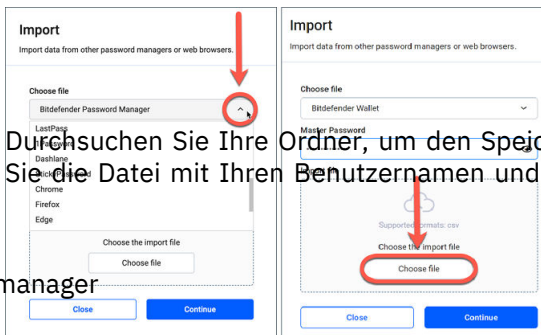 Import
Import data from other password managers or web browsers.
Choose file
Bitdefender Password Manager
LastPass
1Password
Dashlane
Sticky Password
Chrome
Firefox
Edge
Choose the import file
Choose file
Close
Continue
Import
Import data from other password managers or web browsers.
Choose file
Bitdefender Wallet
Master Password
Supported formats: csv
Choose the import file
Choose file
Close
Continue
Durchsuchen Sie Ihre Ordner, um den Speic
Sie die Datei mit Ihren Benutzernamen und
manager